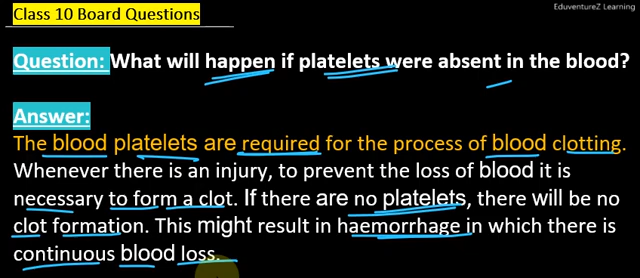 EduventureZ Learning
Class 10 Board Questions
Question: What will happen if platelets were absent in the blood?
Answer:
The blood platelets are required for the process of blood clotting.
Whenever there is an injury, to prevent the loss of blood it is
necessary to form a clot. If there are no platelets, there will be no
clot formation. This might result in haemorrhage in which there is
continuous blood loss.